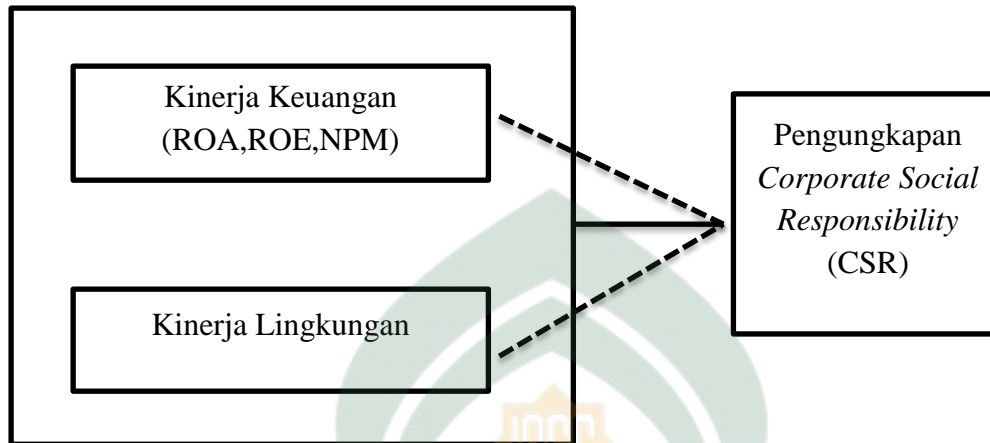 Kinerja Keuangan
(ROA,ROE,NPM)
Kinerja Lingkungan
Pengungkapan
Corporate Social
Responsibility
(CSR)